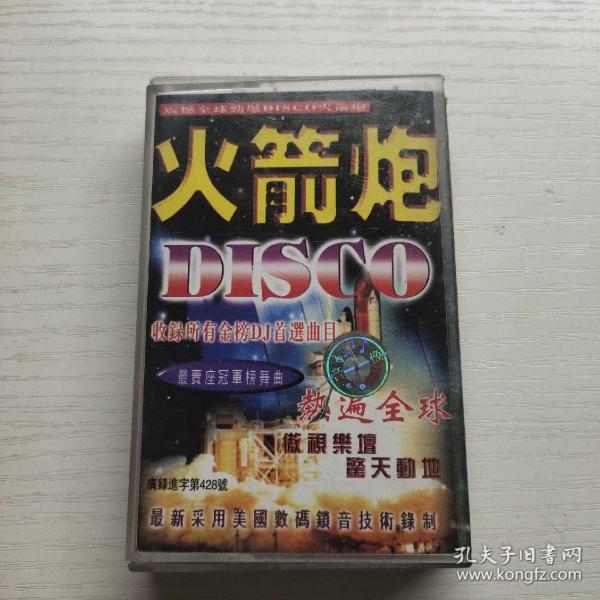 震撼全球勁爆DISCO火箭炮
火箭炮
DISCO
收録所有金榜DJ首選曲目
最賣座冠軍榜舞曲
熱遍全球
傲視樂壇
驚天動地
廣錄進字第428號
最新采用美國數碼鎖音技術錄制
孔夫子旧书网
www.kongfz.com